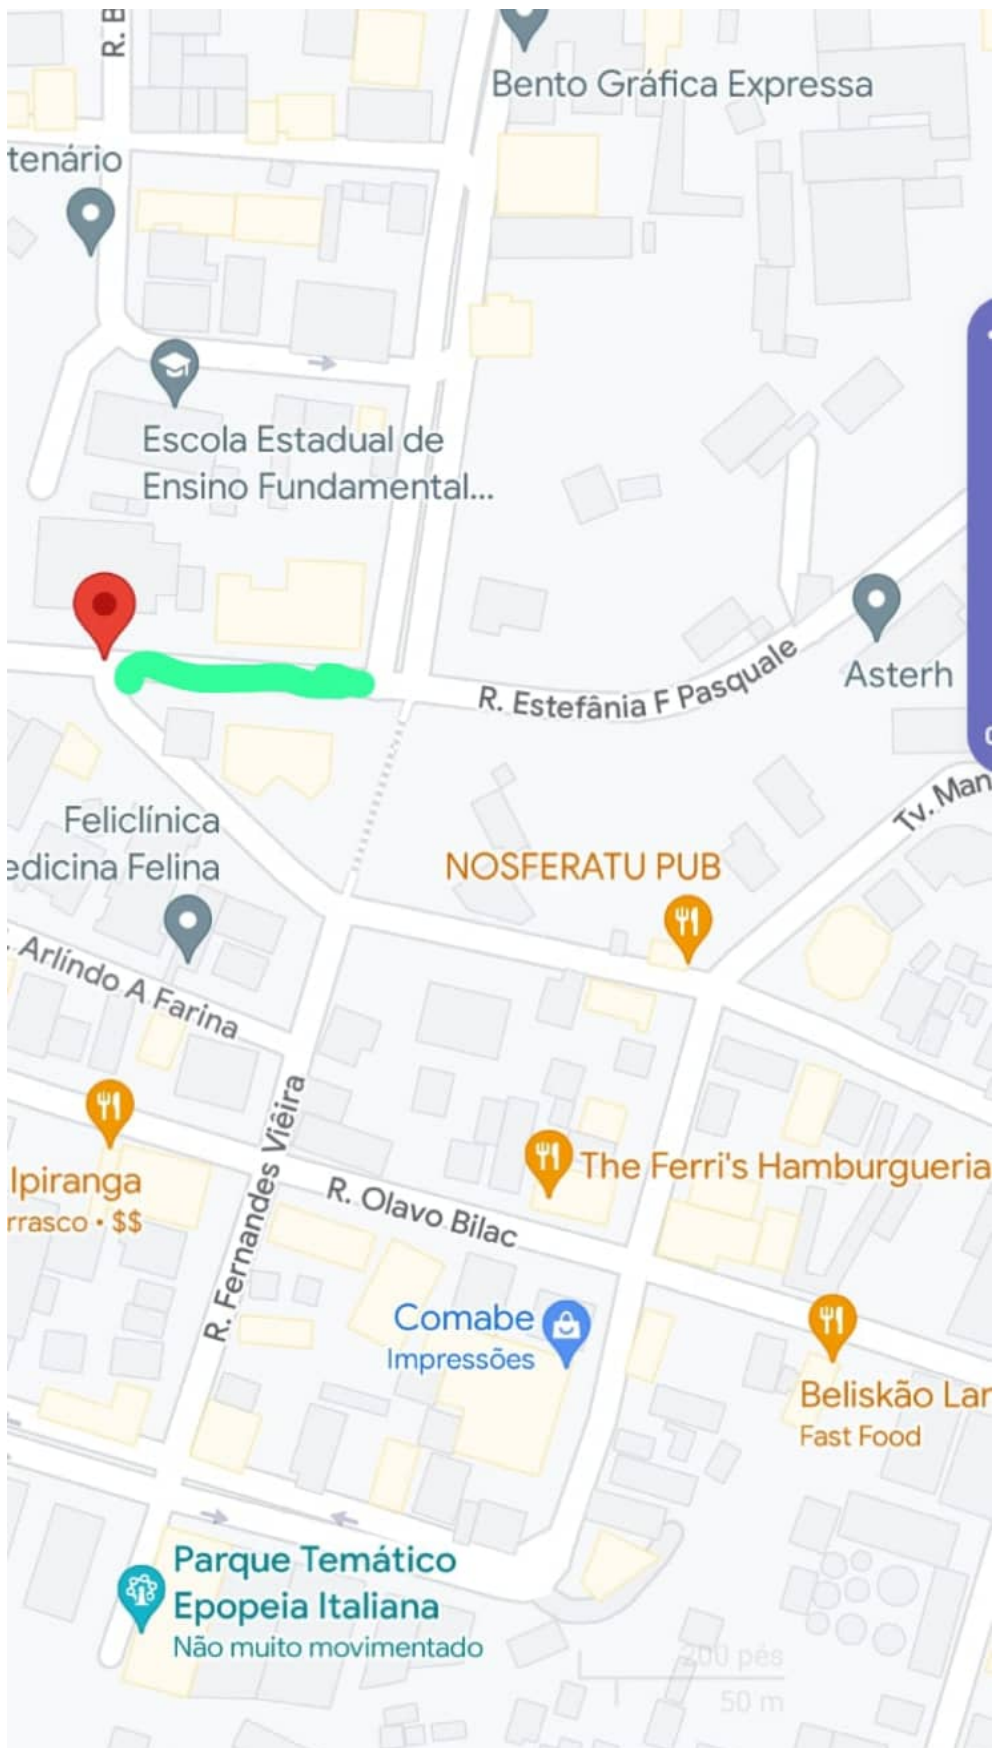 R. B
Bento Gráfica Expressa
tenário
Escola Estadual de
Ensino Fundamental...
R. Estefânia F Pasquale
Asterh
Tv. Man
Feliclínica
edicina Felina
NOSFERATU PUB
Arlindo A Farina
R. Fernandes Viêira
The Ferri's Hamburgueria
Ipiranga
rrasco • $$
R. Olavo Bilac
Comabe
Impressões
Beliskão Lar
Fast Food
Parque Temático
Epopeia Italiana
Não muito movimentado
200 pés
50 m